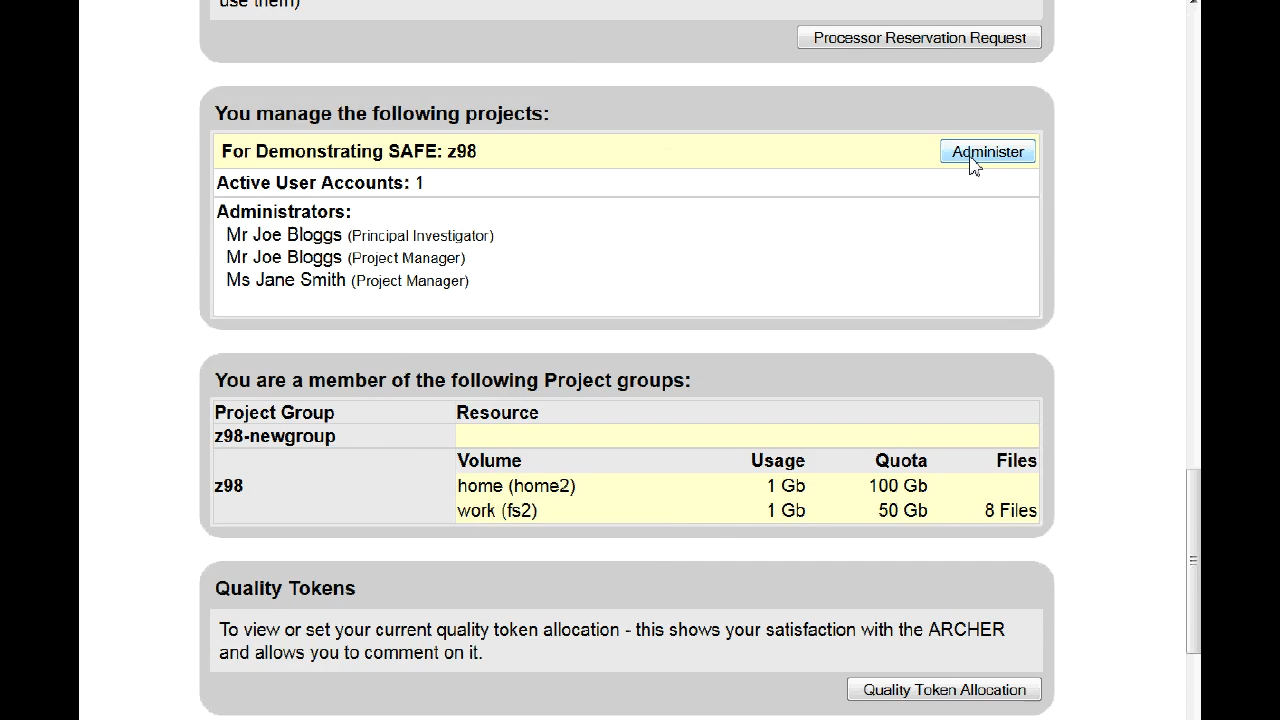 use them)
Processor Reservation Request
You manage the following projects:
For Demonstrating SAFE: z98
Administer
Active User Accounts: 1
Administrators:
Mr Joe Bloggs (Principal Investigator)
Mr Joe Bloggs (Project Manager)
Ms Jane Smith (Project Manager)
You are a member of the following Project groups:
Project Group Resource
z98-newgroup
Volume Usage Quota Files
z98 home (home2) 1 Gb 100 Gb
work (fs2) 1 Gb 50 Gb 8 Files
Quality Tokens
To view or set your current quality token allocation - this shows your satisfaction with the ARCHER
and allows you to comment on it.
Quality Token Allocation